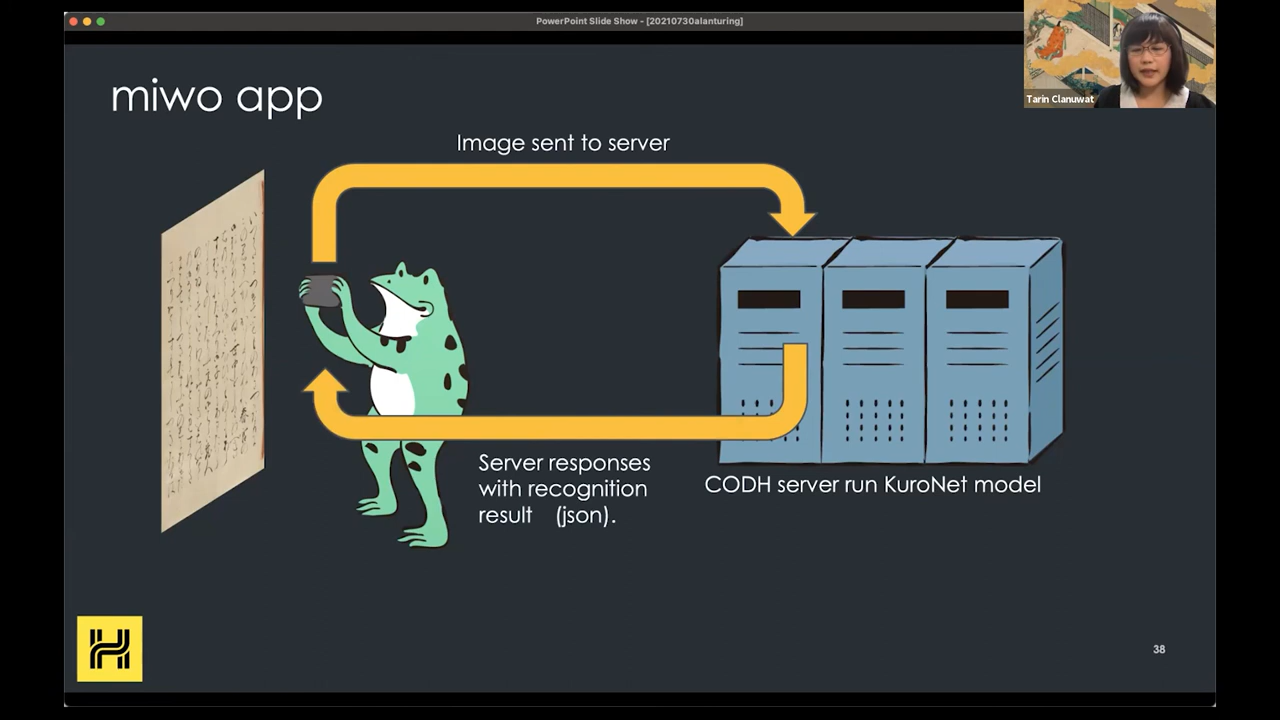 PowerPoint Slide Show - [20210730alanturing]
Tarin Clanuwat
miwo app
Image sent to server
Server responses
with recognition
result (json).
CODH server run KuroNet model
38